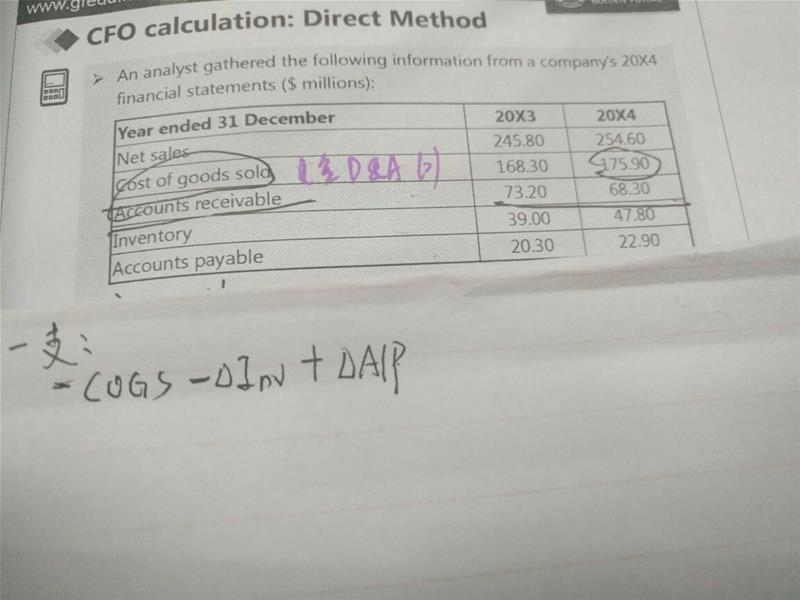 CFO calculation: Direct Method
An analyst gathered the following information from a company's 20X4
financial statements ($ millions):
Year ended 31 December 20X3 20X4
Net sales 245.80 254.60
Cost of goods sold 168.30 175.90
Accounts receivable 73.20 68.30
Inventory 39.00 47.80
Accounts payable 20.30 22.90
- 支:
- COGS - ΔInv + ΔA/P